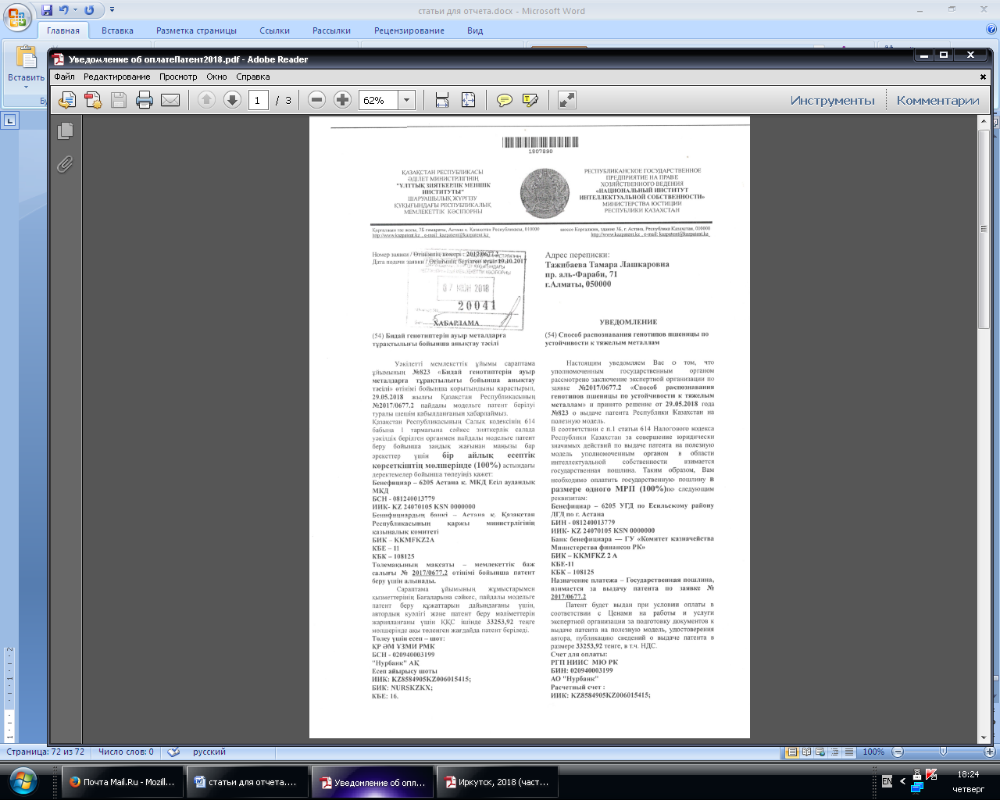 статьи для отчета.docx - Microsoft Word
Главная
Вставка
Разметка страницы
Ссылки
Рассылки
Рецензирование
Вид
Вставить
Уведомление об оплатеПатент2018.pdf - Adobe Reader
Файл Редактирование Просмотр Окно Справка
1 / 3
62%
Инструменты
Комментарии
1807890
ҚАЗАҚСТАН РЕСПУБЛИКАСЫ
ӘДІЛЕТ МИНИСТРЛІГІНІҢ
"ҰЛТТЫҚ ЗИЯТКЕРЛІК МЕНШІК
ИНСТИТУТЫ"
ШАРУАШЫЛЫҚ ЖҮРГІЗУ
ҚҰҚЫҒЫНДАҒЫ РЕСПУБЛИКАЛЫҚ
МЕМЛЕКЕТТІК КӘСІПОРНЫ
РЕСПУБЛИКАНСКОЕ ГОСУДАРСТВЕННОЕ
ПРЕДПРИЯТИЕ НА ПРАВЕ
ХОЗЯЙСТВЕННОГО ВЕДЕНИЯ
«НАЦИОНАЛЬНЫЙ ИНСТИТУТ
ИНТЕЛЛЕКТУАЛЬНОЙ СОБСТВЕННОСТИ»
МИНИСТЕРСТВА ЮСТИЦИИ
РЕСПУБЛИКИ КАЗАХСТАН
Қорғалжын тас жолы, 3Б ғимараты, Астана қ. Қазақстан Республикасы, 010000
http://www.kazpatent.kz , e-mail: kazpatent@kazpatent.kz
шоссе Коргалжин, здание 3Б, г. Астана, Республика Казахстан, 010000
http://www.kazpatent.kz , e-mail: kazpatent@kazpatent.kz
Номер заявки / Өтінімнің нөмері : 2017/0677.2
Дата подачи заявки / Өтінімнің берілген күні: 19.10.2017
07 ИЮН 2018
20041
Адрес переписки:
Тажибаева Тамара Лашкаровна
пр. аль-Фараби, 71
г.Алматы, 050000
ХАБАРЛАМА
(54) Бидай генотиптерін ауыр металдарға
тұрақтылығы бойынша анықтау тәсілі
УВЕДОМЛЕНИЕ
(54) Способ распознавания генотипов пшеницы по
устойчивости к тяжелым металлам
Уәкілетті мемлекеттік ұйымы сараптама
ұйымының №823 «Бидай генотиптерін ауыр
металдарға тұрақтылығы бойынша анықтау
тәсілі» өтінімі бойынша қорытындыны қарастырып,
29.05.2018 жылғы Қазақстан Республикасының
№2017/0677.2 пайдалы модельге патент берілуі
туралы шешім қабылданғанын хабарлаймыз.
Қазақстан Республикасының Салық кодексінің 614
бабына 1 тармағына сәйкес зияткерлік салада
уәкілдік берілген органмен пайдалы модельге патент
беру бойынша заңдық жағынан маңызы бар
әрекеттер үшін бір айлық есептік
көрсеткіштің мөлшерінде (100%) астындағы
деректемелер бойынша төлеуіңіз қажет:
Бенефициар – 6205 Астана қ. МКД Есіл аудандық
МКД
БСН - 081240013779
ИИК- KZ 24070105 KSN 0000000
Бенифициардың банкі – Астана қ. Қазақстан
Республикасының қаржы министрлігінің
қазыналық комитеті
БИК – KKMFKZ2A
КБЕ – 11
КБК – 108125
Төлемақының мақсаты – мемлекеттік баж
салығы № 2017/0677.2 өтінімі бойынша патент
беру үшін алынады.
Сараптама ұйымының жұмыстарымен
қызметтерінің Бағаларына сәйкес, пайдалы модельге
патент беру құжаттарын дайындағаны үшін,
автордың куәлігі және патент беру мәліметтерін
жарияланғаны үшін ҚҚС ішінде 33253,92 теңге
мөлшерінде ақы төленген жағдайда патент беріледі.
Төлеу үшін есеп – шот:
ҚР ӘМ ҰЗМИ РМК
БСН - 020940003199
"Нурбанк" АҚ
Есеп айырысу шоты
ИИК: KZ8584905KZ006015415;
БИК: NURSKZKX;
КБЕ: 16.
Настоящим уведомляем Вас о том, что
уполномоченным государственным органом
рассмотрено заключение экспертной организации по
заявке №2017/0677.2 «Способ распознавания
генотипов пшеницы по устойчивости к тяжелым
металлам» и принято решение от 29.05.2018 года
№823 о выдаче патента Республики Казахстан на
полезную модель.
В соответствии с п.1 статьи 614 Налогового кодекса
Республики Казахстан за совершение юридически
значимых действий по выдаче патента на полезную
модель уполномоченным органом в области
интеллектуальной собственности взимается
государственная пошлина. Таким образом, Вам
необходимо оплатить государственную пошлину в
размере одного МРП (100%)по следующим
реквизитам:
Бенефициар – 6205 УГД по Есильскому району
ДГД по г. Астана
БИН - 081240013779
ИИК- KZ 24070105 KSN 0000000
Банк бенефициара — ГУ «Комитет казначейства
Министерства финансов РК»
БИК – KKMFKZ 2 A
КБЕ-11
КБК – 108125
Назначение платежа – Государственная пошлина,
взимается за выдачу патента по заявке №
2017/0677.2
Патент будет выдан при условии оплаты в
соответствии с Ценами на работы и услуги
экспертной организации за подготовку документов к
выдаче патента на полезную модель, удостоверения
автора, публикацию сведений о выдаче патента в
размере 33253,92 тенге, в т.ч. НДС.
Счет для оплаты:
РГП НИИС МЮ РК
БИН: 020940003199
АО "Нурбанк"
Расчетный счет :
ИИК: KZ8584905KZ006015415;
Страница: 72 из 72
Число слов: 0
русский
100%
Почта Mail.Ru - Mozill...
статьи для отчета....
Уведомление об опл...
Иркутск, 2018 (част...
EN
18:24
четверг